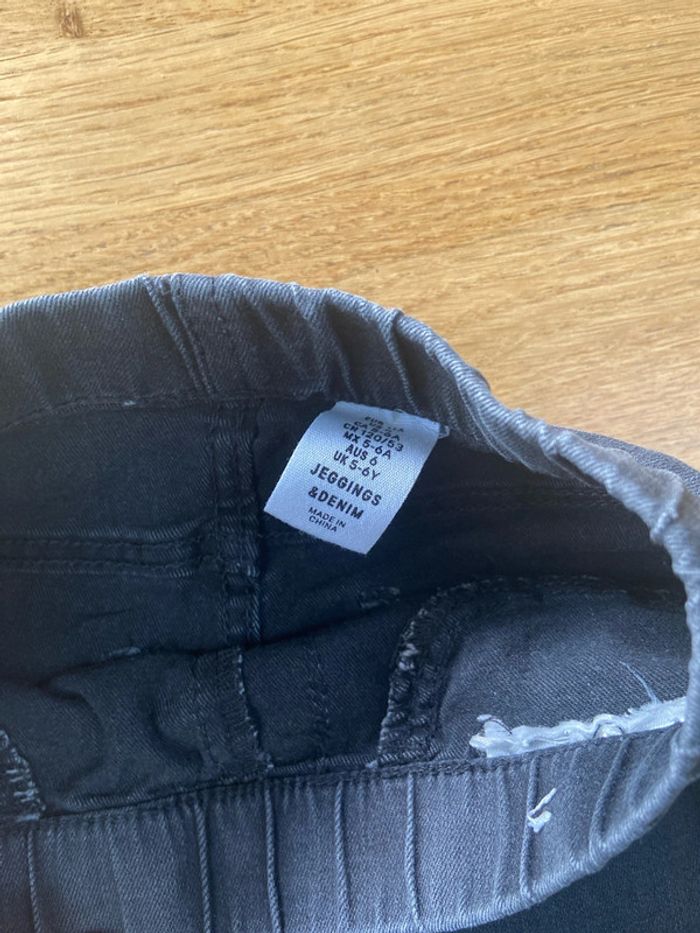 CN 120/53
MX 5-6A
AUS 6
UK 5-6Y
JEGGINGS
&DENIM
MADE IN
CHINA